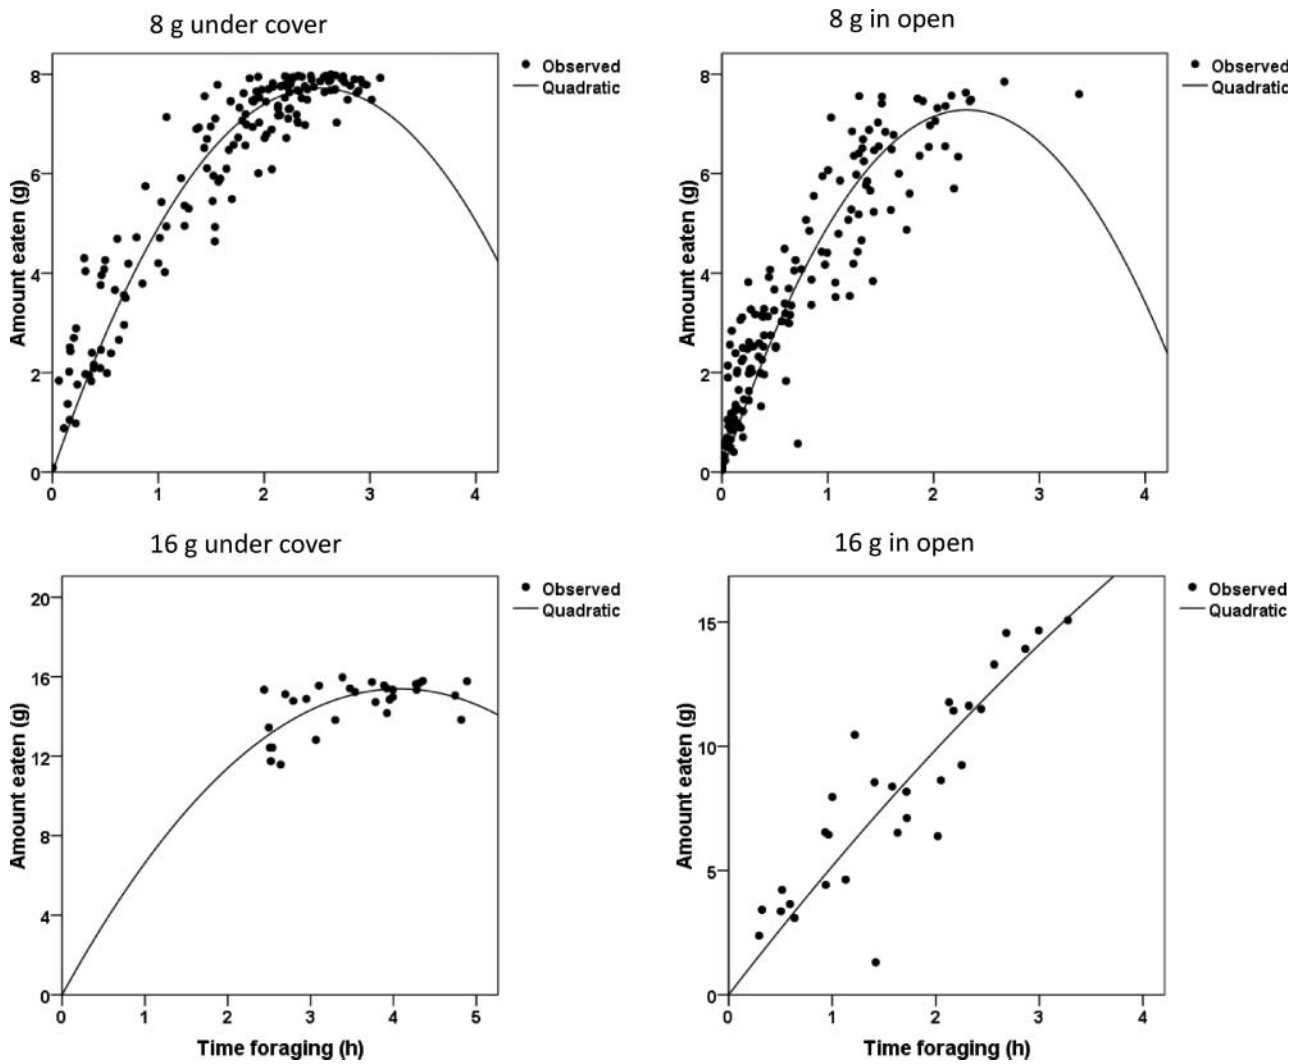 8 g under cover
8 g in open
Observed
Quadratic
Observed
Quadratic
Amount eaten (g)
8
6
4
2
0
0 1 2 3 4
Amount eaten (g)
8
6
4
2
0
0 1 2 3 4
16 g under cover
16 g in open
Observed
Quadratic
Observed
Quadratic
Amount eaten (g)
20
16
12
8
4
0
0 1 2 3 4 5
Time foraging (h)
Amount eaten (g)
15
10
5
0
0 1 2 3 4
Time foraging (h)